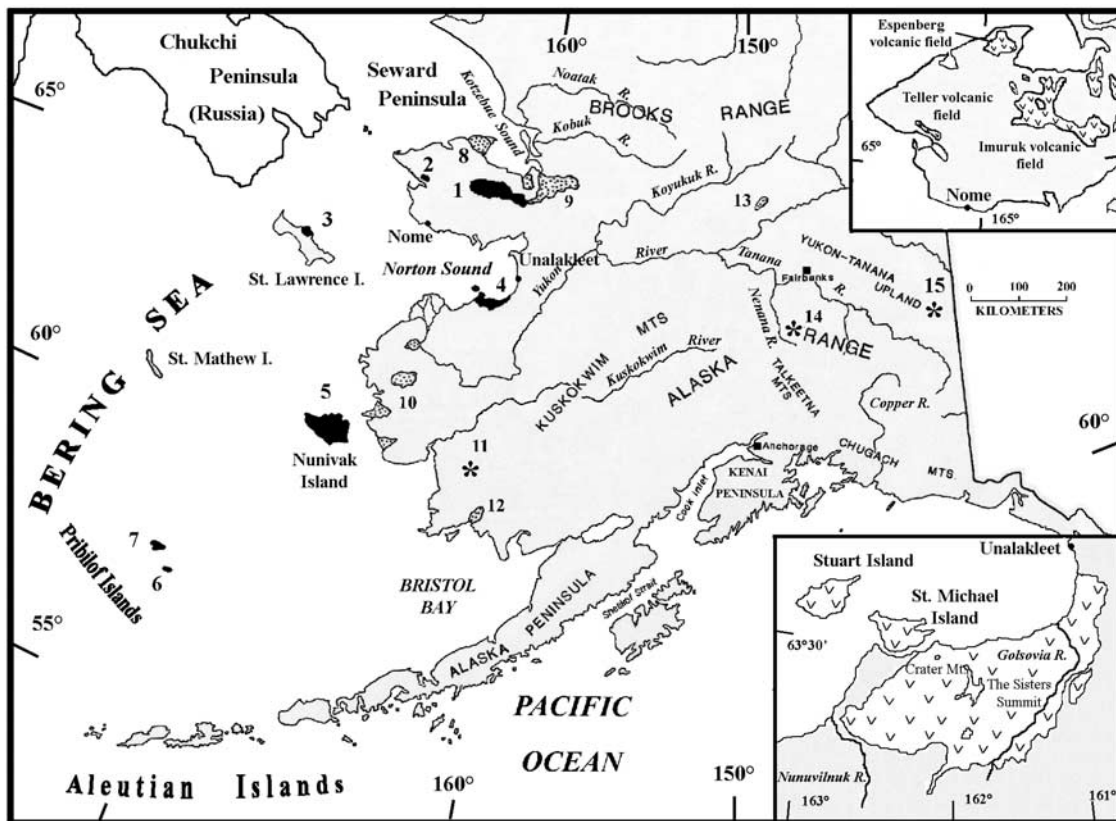 160°
150°
65°
Chukchi
Peninsula
(Russia)
Seward
Peninsula
Kotzebue Sound
Noatak
R.
BROOKS
RANGE
Kobuk
R.
Koyukuk R.
8
2
1
9
13
3
Nome
Norton Sound
Unalakleet
4
St. Lawrence I.
Yukon
River
Tanana
R.
Fairbanks
YUKON-TANANA
UPLAND
15
14
Nenana R.
RANGE
0 100 200
KILOMETERS
BERING SEA
60°
St. Mathew I.
10
5
Nunivak
Island
KUSKOKWIM
MTS
Kuskokwim
River
ALASKA
TALKEETNA
MTS
Copper R.
60°
11
12
Anchorage
CHUGACH
MTS.
Cook Inlet
KENAI
PENINSULA
7
6
Pribilof Islands
55°
BRISTOL
BAY
ALASKA
PENINSULA
Shelikof Strait
PACIFIC
OCEAN
Aleutian Islands
160°
150°
Espenberg
volcanic field
Teller volcanic
field
Imuruk volcanic
field
65°
Nome
165°
Unalakleet
Stuart Island
St. Michael
Island
63°30'
Golsovia R.
Crater Mts.
The Sisters
Summit
Nunuvilnuk R.
163°
162°
161°